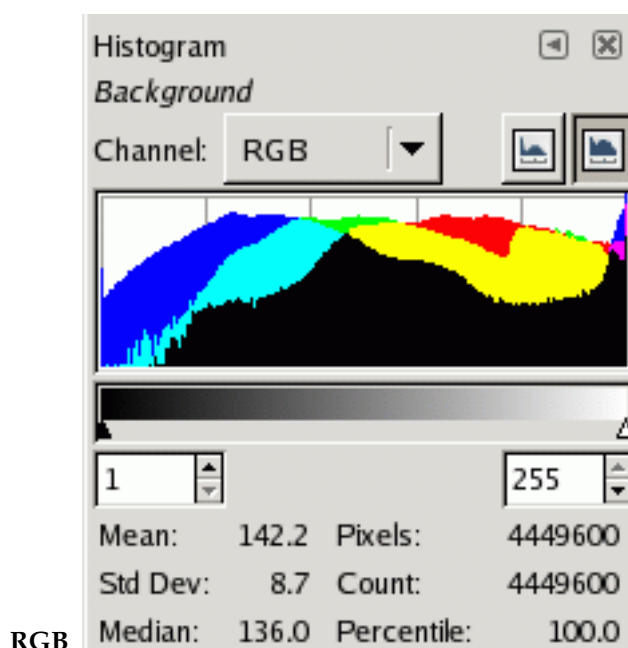 Histogram
Background
Channel: RGB
1 255
Mean: 142.2 Pixels: 4449600
Std Dev: 8.7 Count: 4449600
RGB Median: 136.0 Percentile: 100.0